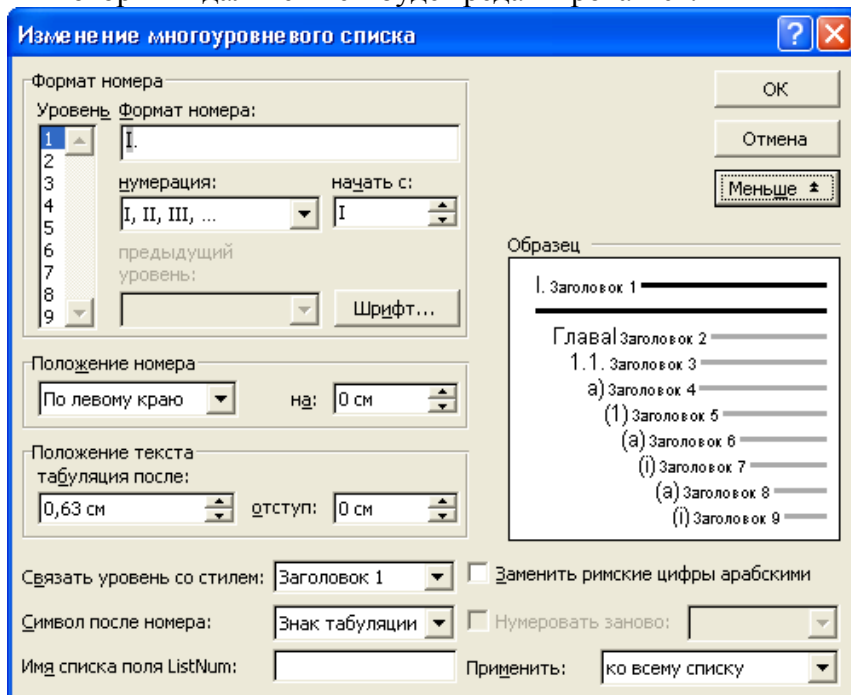 Изменение многоуровневого списка
Формат номера
Уровень Формат номера:
1
2
3
4
5
6
7
8
9
I.
нумерация: начать с:
I, II, III, ... I
предыдущий
уровень:
Шрифт...
ОК
Отмена
Меньше
Образец
I. Заголовок 1
ГлаваI Заголовок 2
1.1. Заголовок 3
a) Заголовок 4
(1) Заголовок 5
(a) Заголовок 6
(i) Заголовок 7
(a) Заголовок 8
(i) Заголовок 9
Положение номера
По левому краю на: 0 см
Положение текста
табуляция после:
0,63 см отступ: 0 см
Связать уровень со стилем: Заголовок 1 Заменить римские цифры арабскими
Символ после номера: Знак табуляции Нумеровать заново:
Имя списка поля ListNum: Применить: ко всему списку